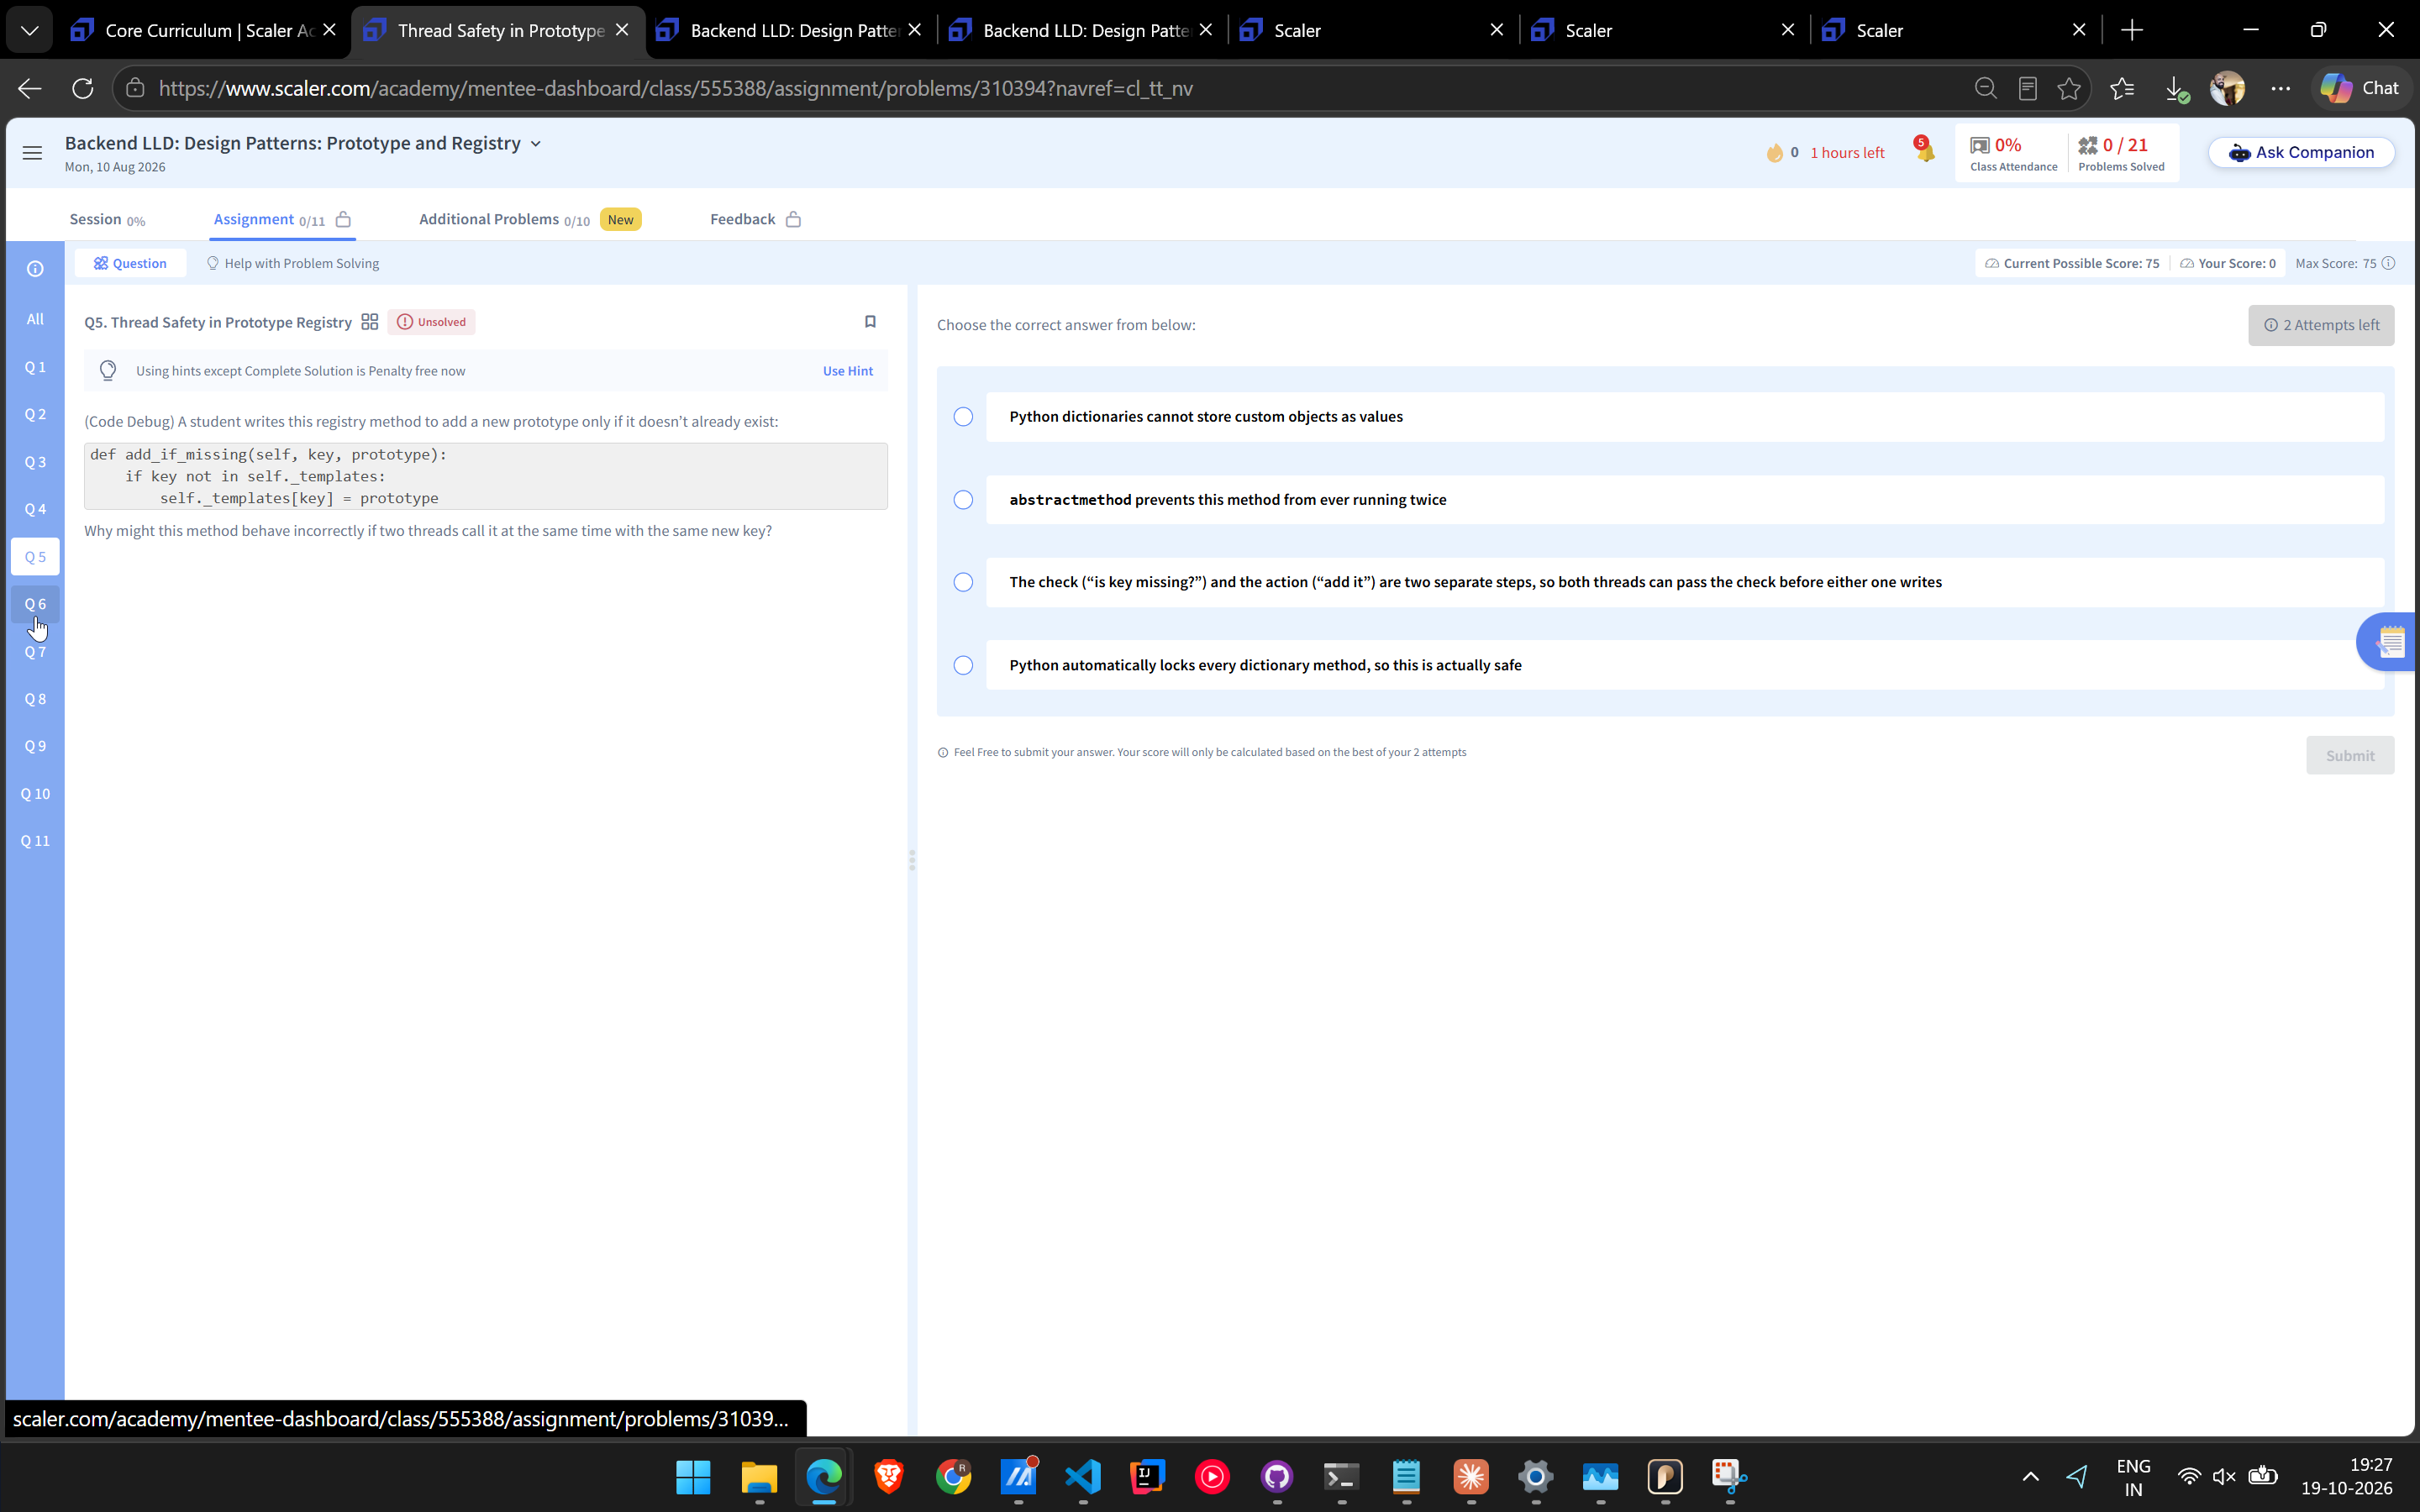 Core Curriculum | Scaler Ac
Thread Safety in Prototype
Backend LLD: Design Patte
Backend LLD: Design Patte
Scaler
Scaler
Scaler
https://www.scaler.com/academy/mentee-dashboard/class/555388/assignment/problems/310394?navref=cl_tt_nv
Chat
Backend LLD: Design Patterns: Prototype and Registry
Mon, 10 Aug 2026
0 1 hours left
5
0%
Class Attendance
0 / 21
Problems Solved
Ask Companion
Session 0%
Assignment 0/11
Additional Problems 0/10 New
Feedback
Question
Help with Problem Solving
Current Possible Score: 75
Your Score: 0
Max Score: 75
All
Q 1
Q 2
Q 3
Q 4
Q 5
Q 6
Q 7
Q 8
Q 9
Q 10
Q 11
Q5. Thread Safety in Prototype Registry
Unsolved
Using hints except Complete Solution is Penalty free now
Use Hint
(Code Debug) A student writes this registry method to add a new prototype only if it doesn’t already exist:
def add_if_missing(self, key, prototype):
if key not in self._templates:
self._templates[key] = prototype
Why might this method behave incorrectly if two threads call it at the same time with the same new key?
Choose the correct answer from below:
2 Attempts left
Python dictionaries cannot store custom objects as values
abstractmethod prevents this method from ever running twice
The check (“is key missing?”) and the action (“add it”) are two separate steps, so both threads can pass the check before either one writes
Python automatically locks every dictionary method, so this is actually safe
Feel Free to submit your answer. Your score will only be calculated based on the best of your 2 attempts
Submit
scaler.com/academy/mentee-dashboard/class/555388/assignment/problems/31039...
R
IJ
ENG
IN
19:27
19-10-2026